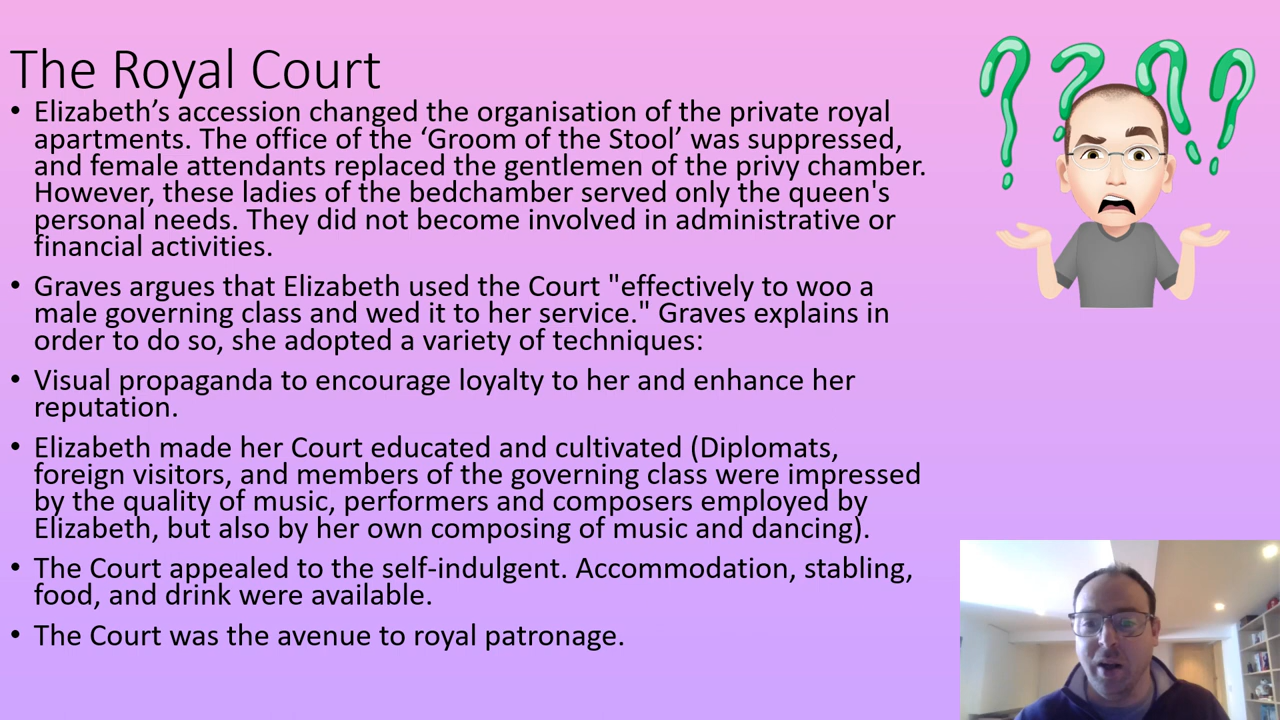 The Royal Court
• Elizabeth’s accession changed the organisation of the private royal
apartments. The office of the ‘Groom of the Stool’ was suppressed,
and female attendants replaced the gentlemen of the privy chamber.
However, these ladies of the bedchamber served only the queen's
personal needs. They did not become involved in administrative or
financial activities.
• Graves argues that Elizabeth used the Court "effectively to woo a
male governing class and wed it to her service." Graves explains in
order to do so, she adopted a variety of techniques:
• Visual propaganda to encourage loyalty to her and enhance her
reputation.
• Elizabeth made her Court educated and cultivated (Diplomats,
foreign visitors, and members of the governing class were impressed
by the quality of music, performers and composers employed by
Elizabeth, but also by her own composing of music and dancing).
• The Court appealed to the self-indulgent. Accommodation, stabling,
food, and drink were available.
• The Court was the avenue to royal patronage.
????